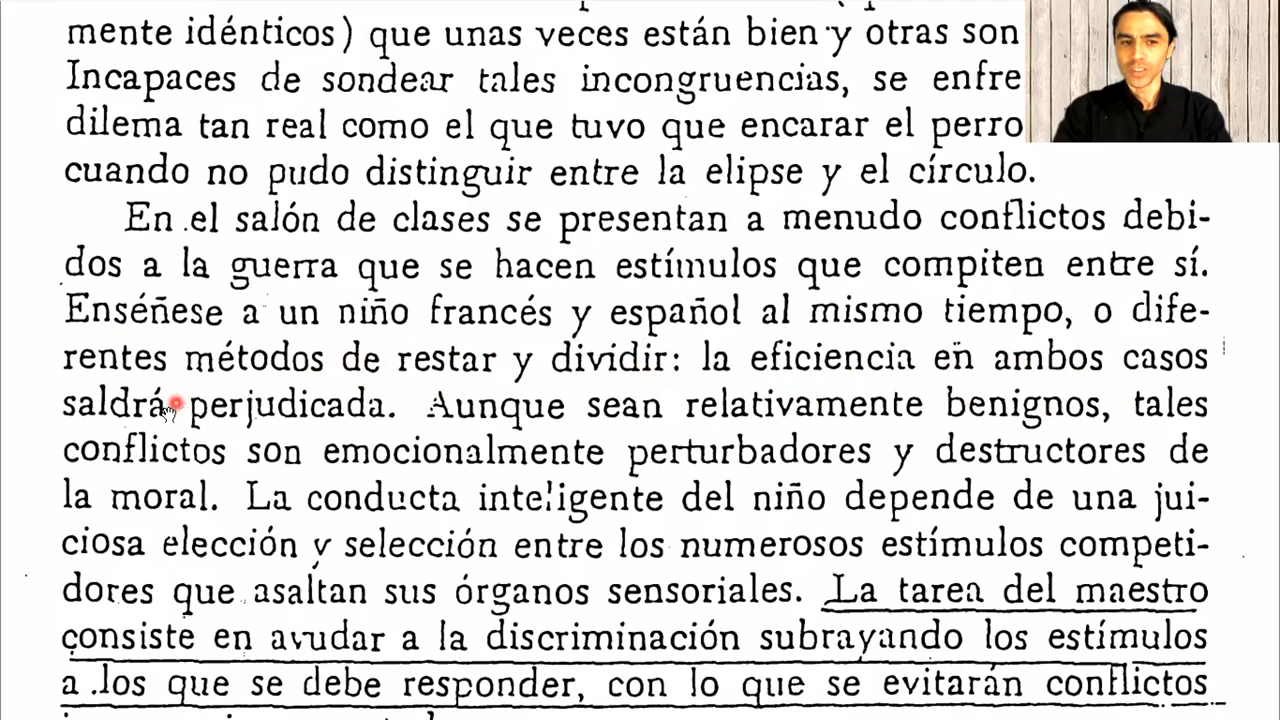 mente idénticos) que unas veces están bien y otras son
Incapaces de sondear tales incongruencias, se enfre
dilema tan real como el que tuvo que encarar el perro
cuando no pudo distinguir entre la elipse y el círculo.
En el salón de clases se presentan a menudo conflictos debi-
dos a la guerra que se hacen estímulos que compiten entre sí.
Enséñese a un niño francés y español al mismo tiempo, o dife-
rentes métodos de restar y dividir: la eficiencia en ambos casos
saldrá perjudicada. Aunque sean relativamente benignos, tales
conflictos son emocionalmente perturbadores y destructores de
la moral. La conducta inteligente del niño depende de una jui-
ciosa elección y selección entre los numerosos estímulos competi-
dores que asaltan sus órganos sensoriales. La tarea del maestro
consiste en ayudar a la discriminación subrayando los estímulos
a los que se debe responder, con lo que se evitarán conflictos